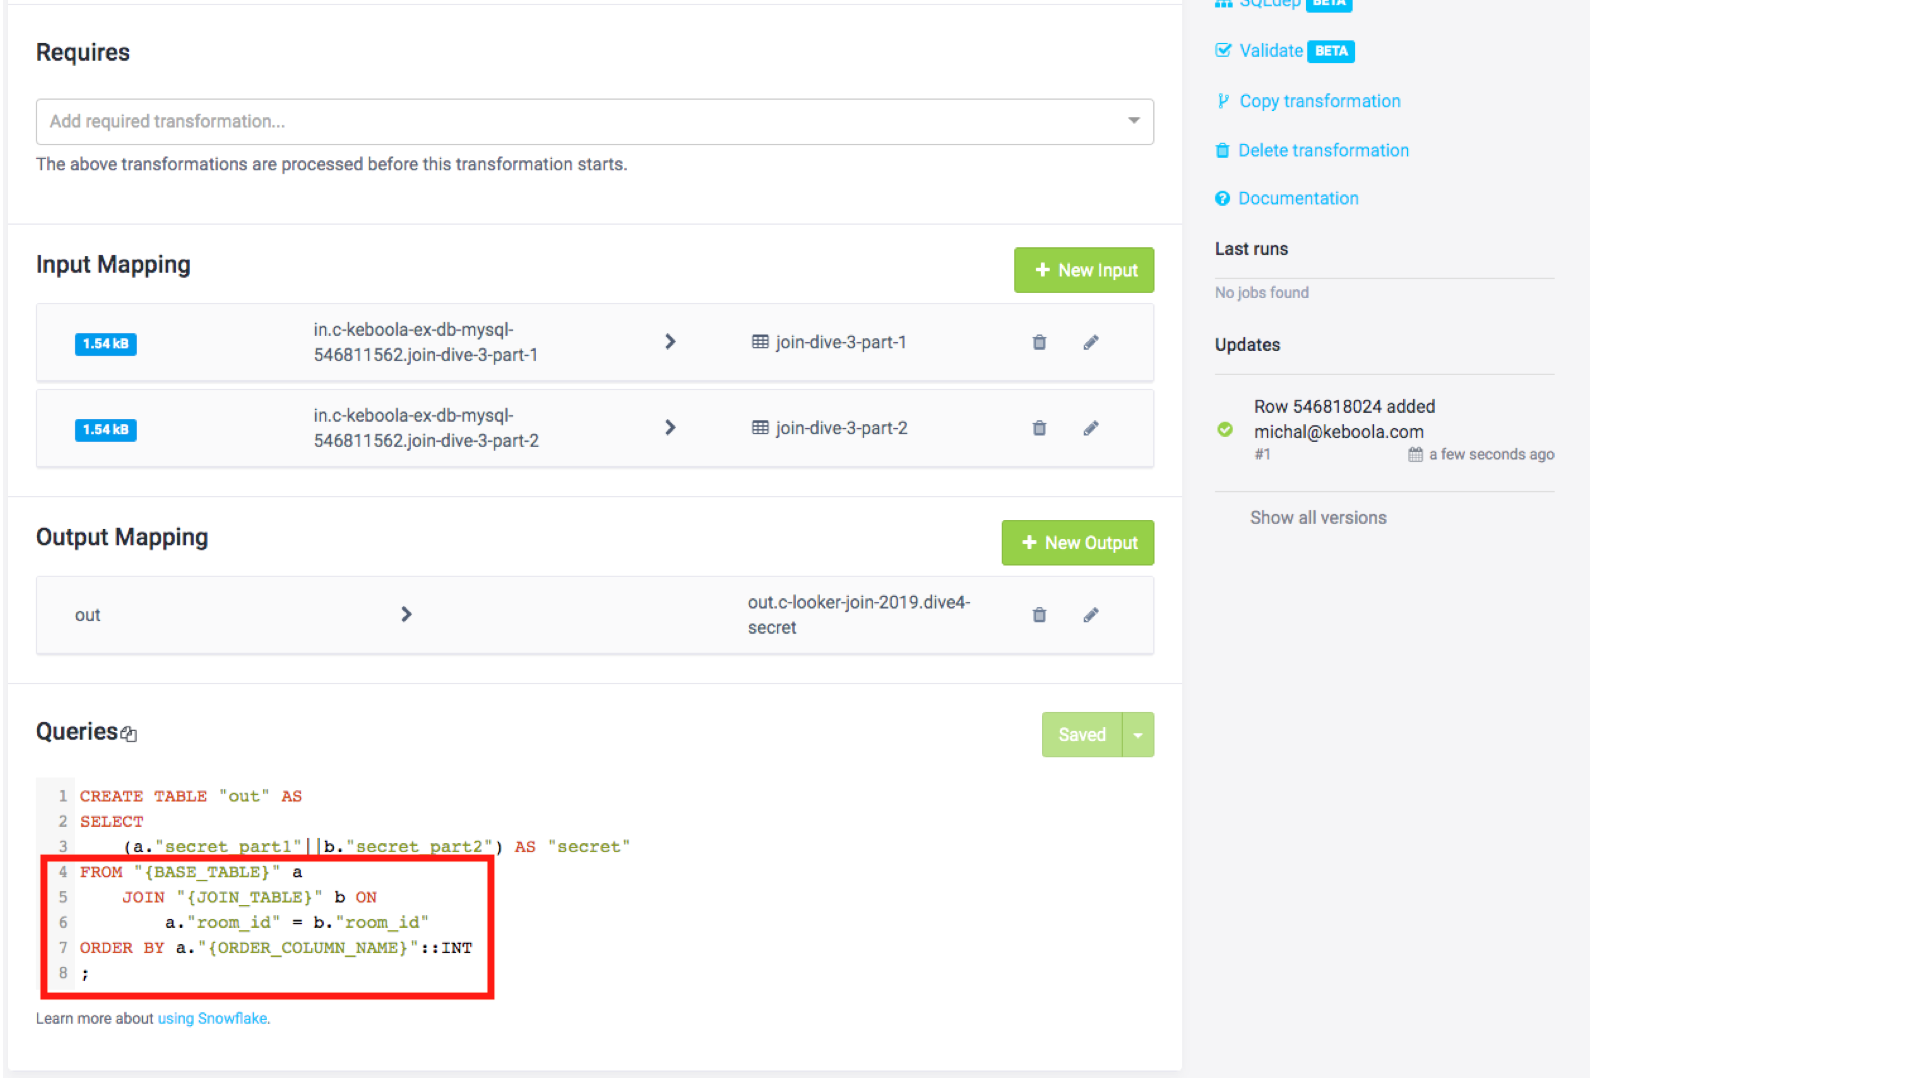 Requires
Add required transformation...
The above transformations are processed before this transformation starts.
Input Mapping
+ New Input
1.54 kB
in.c-keboola-ex-db-mysql-
546811562.join-dive-3-part-1
join-dive-3-part-1
1.54 kB
in.c-keboola-ex-db-mysql-
546811562.join-dive-3-part-2
join-dive-3-part-2
Output Mapping
+ New Output
out
out.c-looker-join-2019.dive4-
secret
Queries
Saved
1 CREATE TABLE "out" AS
2 SELECT
3 (a."secret_part1"||b."secret_part2") AS "secret"
4 FROM "{BASE_TABLE}" a
5 JOIN "{JOIN_TABLE}" b ON
6 a."room_id" = b."room_id"
7 ORDER BY a."{ORDER_COLUMN_NAME}"::INT
8 ;
Learn more about using Snowflake.
SQLdep BETA
Validate BETA
Copy transformation
Delete transformation
Documentation
Last runs
No jobs found
Updates
Row 546818024 added
michal@keboola.com
#1 a few seconds ago
Show all versions